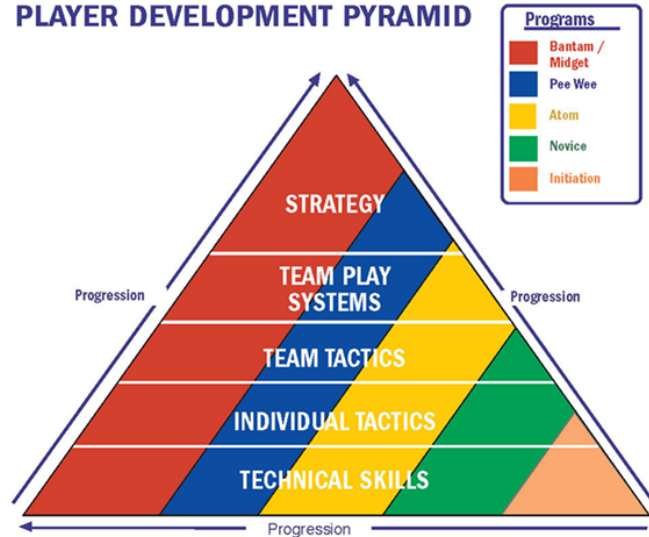 PLAYER DEVELOPMENT PYRAMID
Programs
Bantam /
Midget
Pee Wee
Atom
Novice
Initiation
STRATEGY
TEAM PLAY
SYSTEMS
Progression
Progression
TEAM TACTICS
INDIVIDUAL TACTICS
TECHNICAL SKILLS
Progression